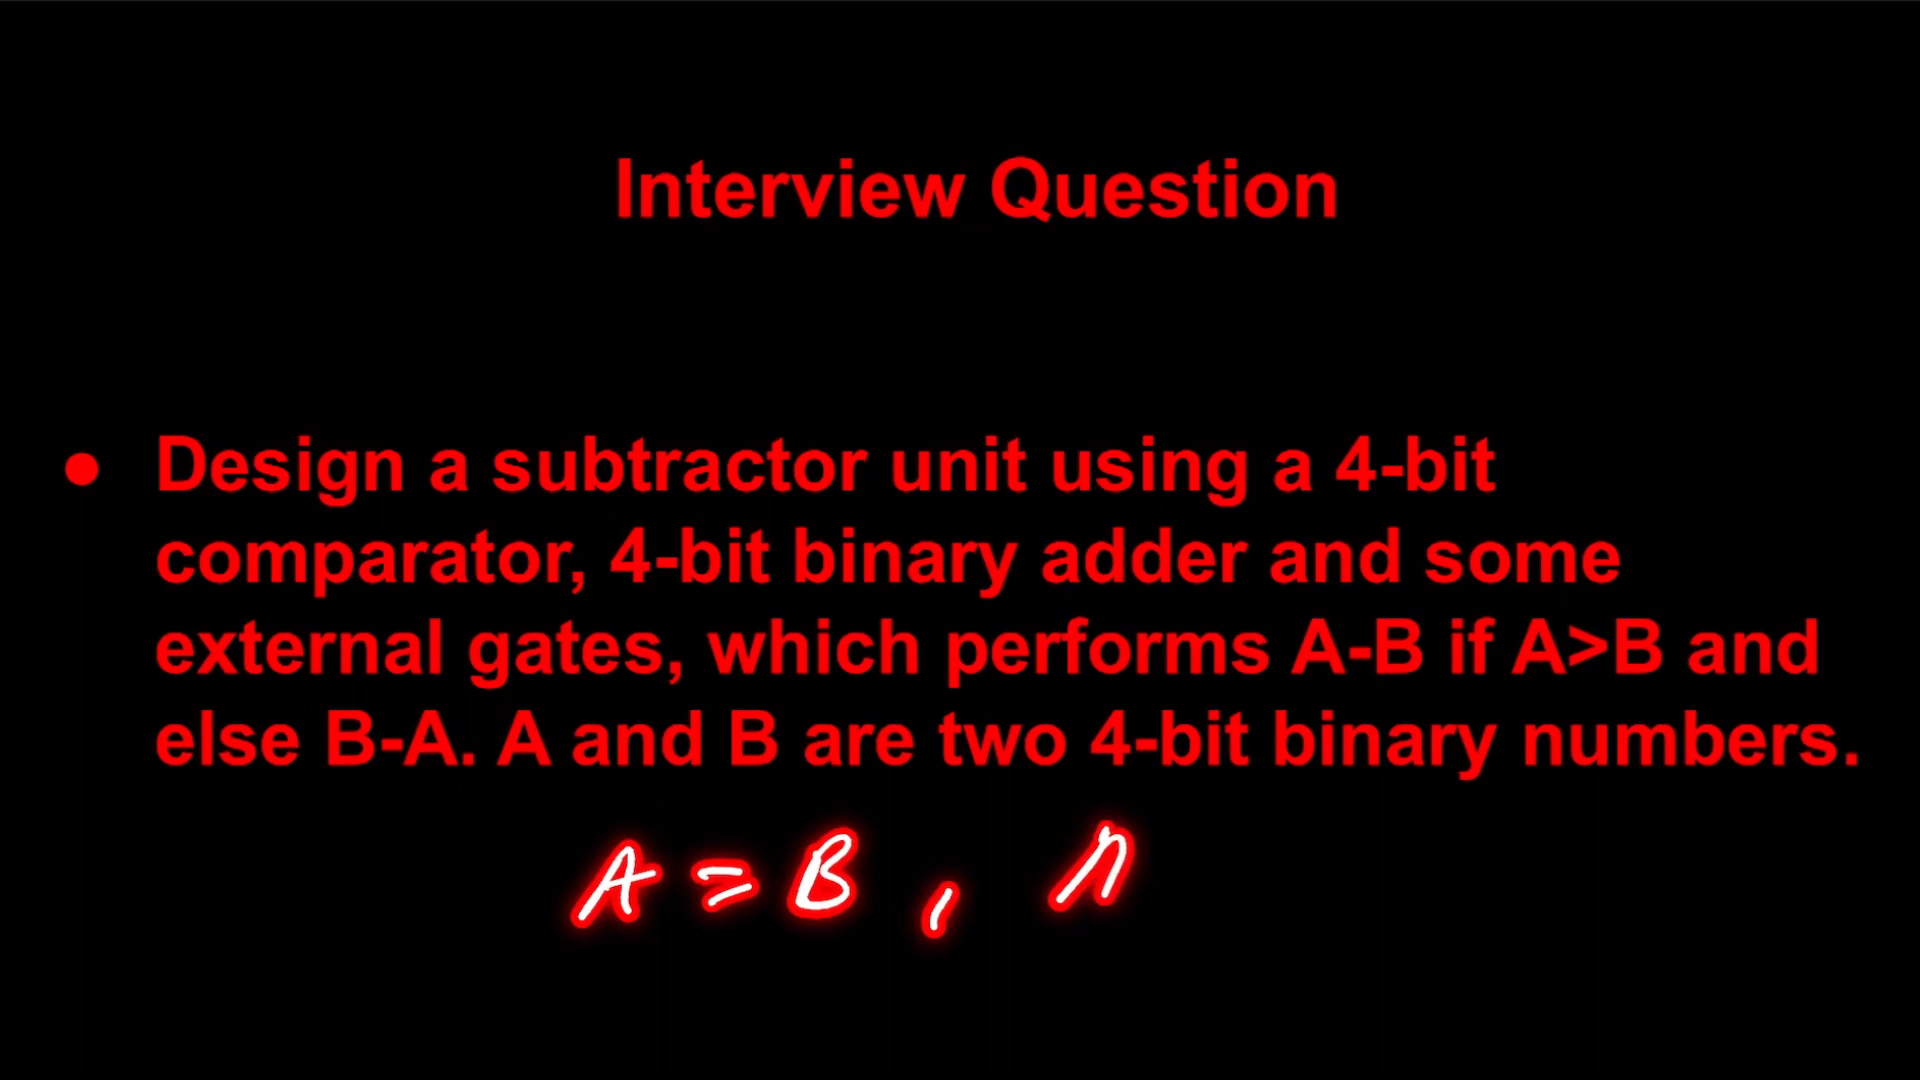 Interview Question
● Design a subtractor unit using a 4-bit
comparator, 4-bit binary adder and some
external gates, which performs A-B if A>B and
else B-A. A and B are two 4-bit binary numbers.
A = B ,